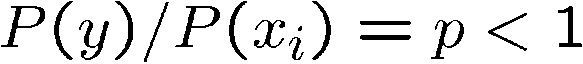 P(y)/P(x_i) = p < 1